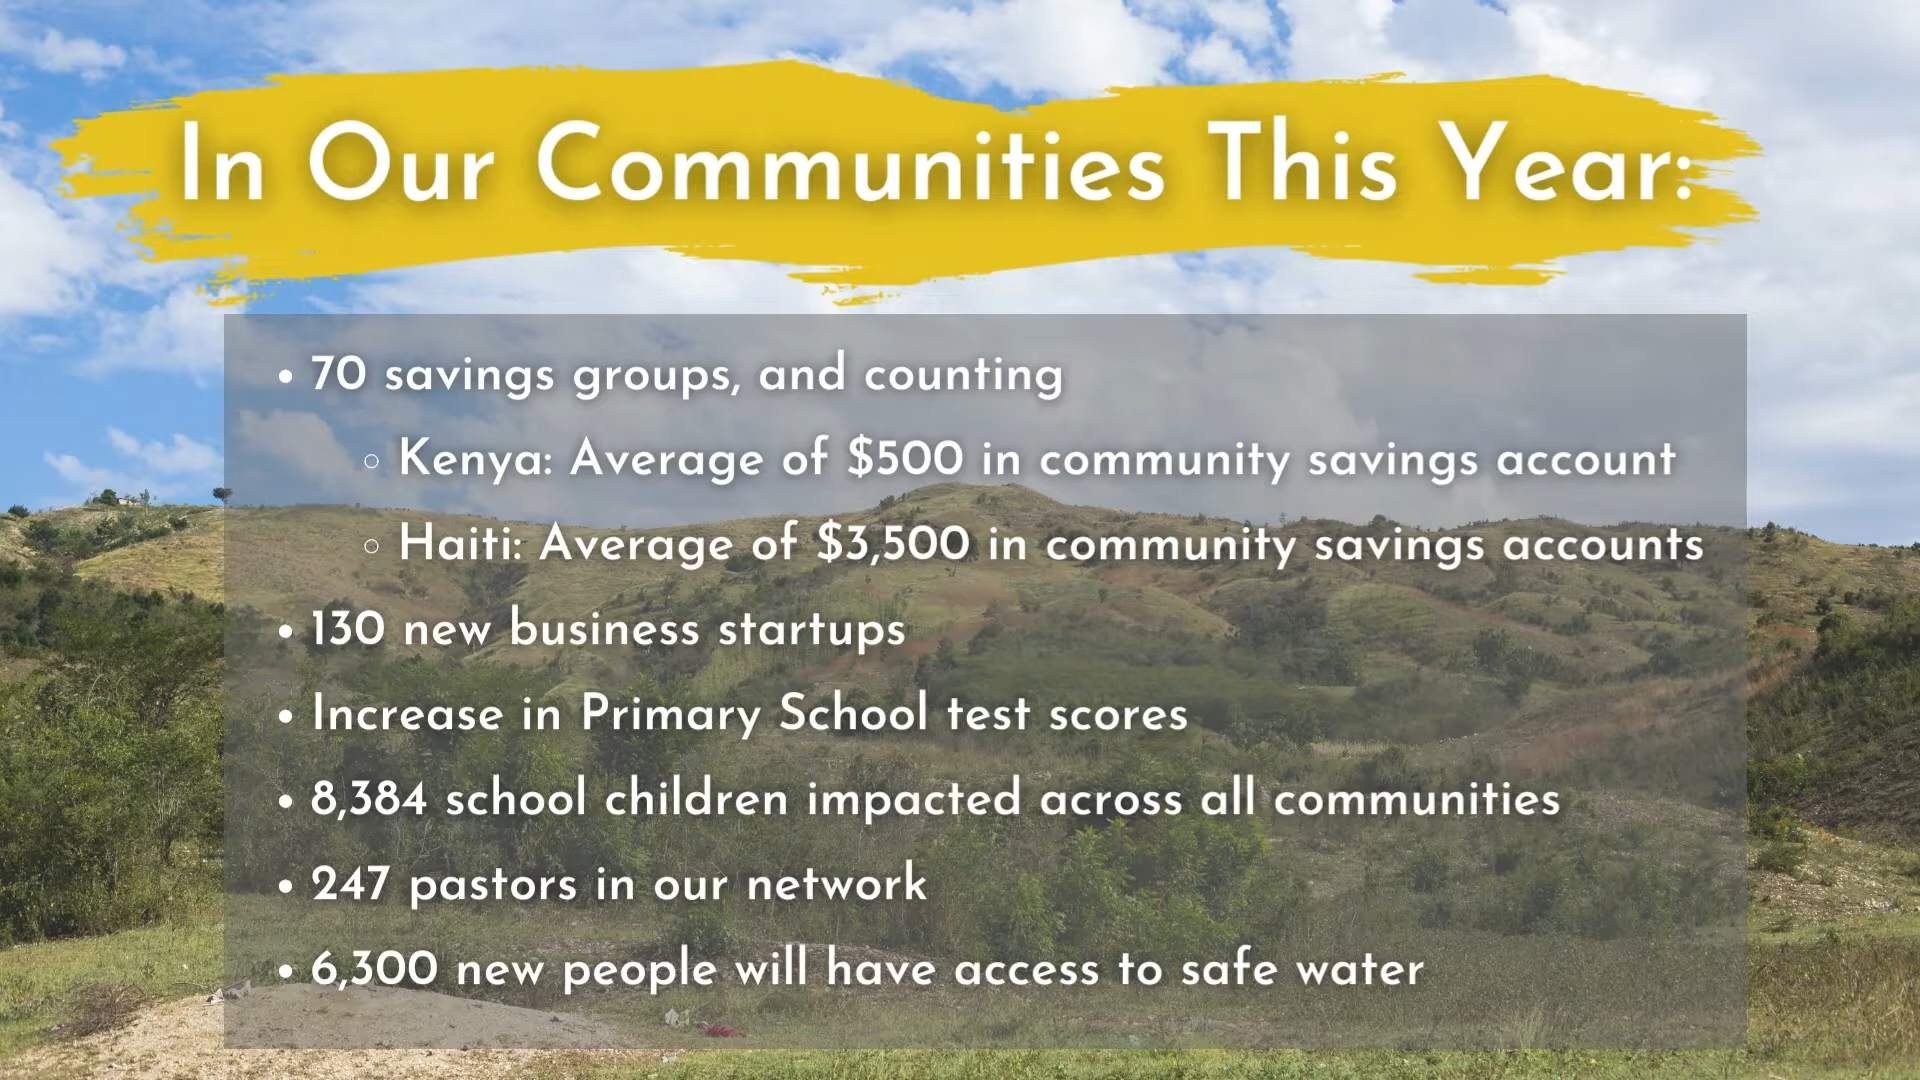 In Our Communities This Year:
• 70 savings groups, and counting
◦ Kenya: Average of $500 in community savings account
◦ Haiti: Average of $3,500 in community savings accounts
• 130 new business startups
• Increase in Primary School test scores
• 8,384 school children impacted across all communities
• 247 pastors in our network
• 6,300 new people will have access to safe water